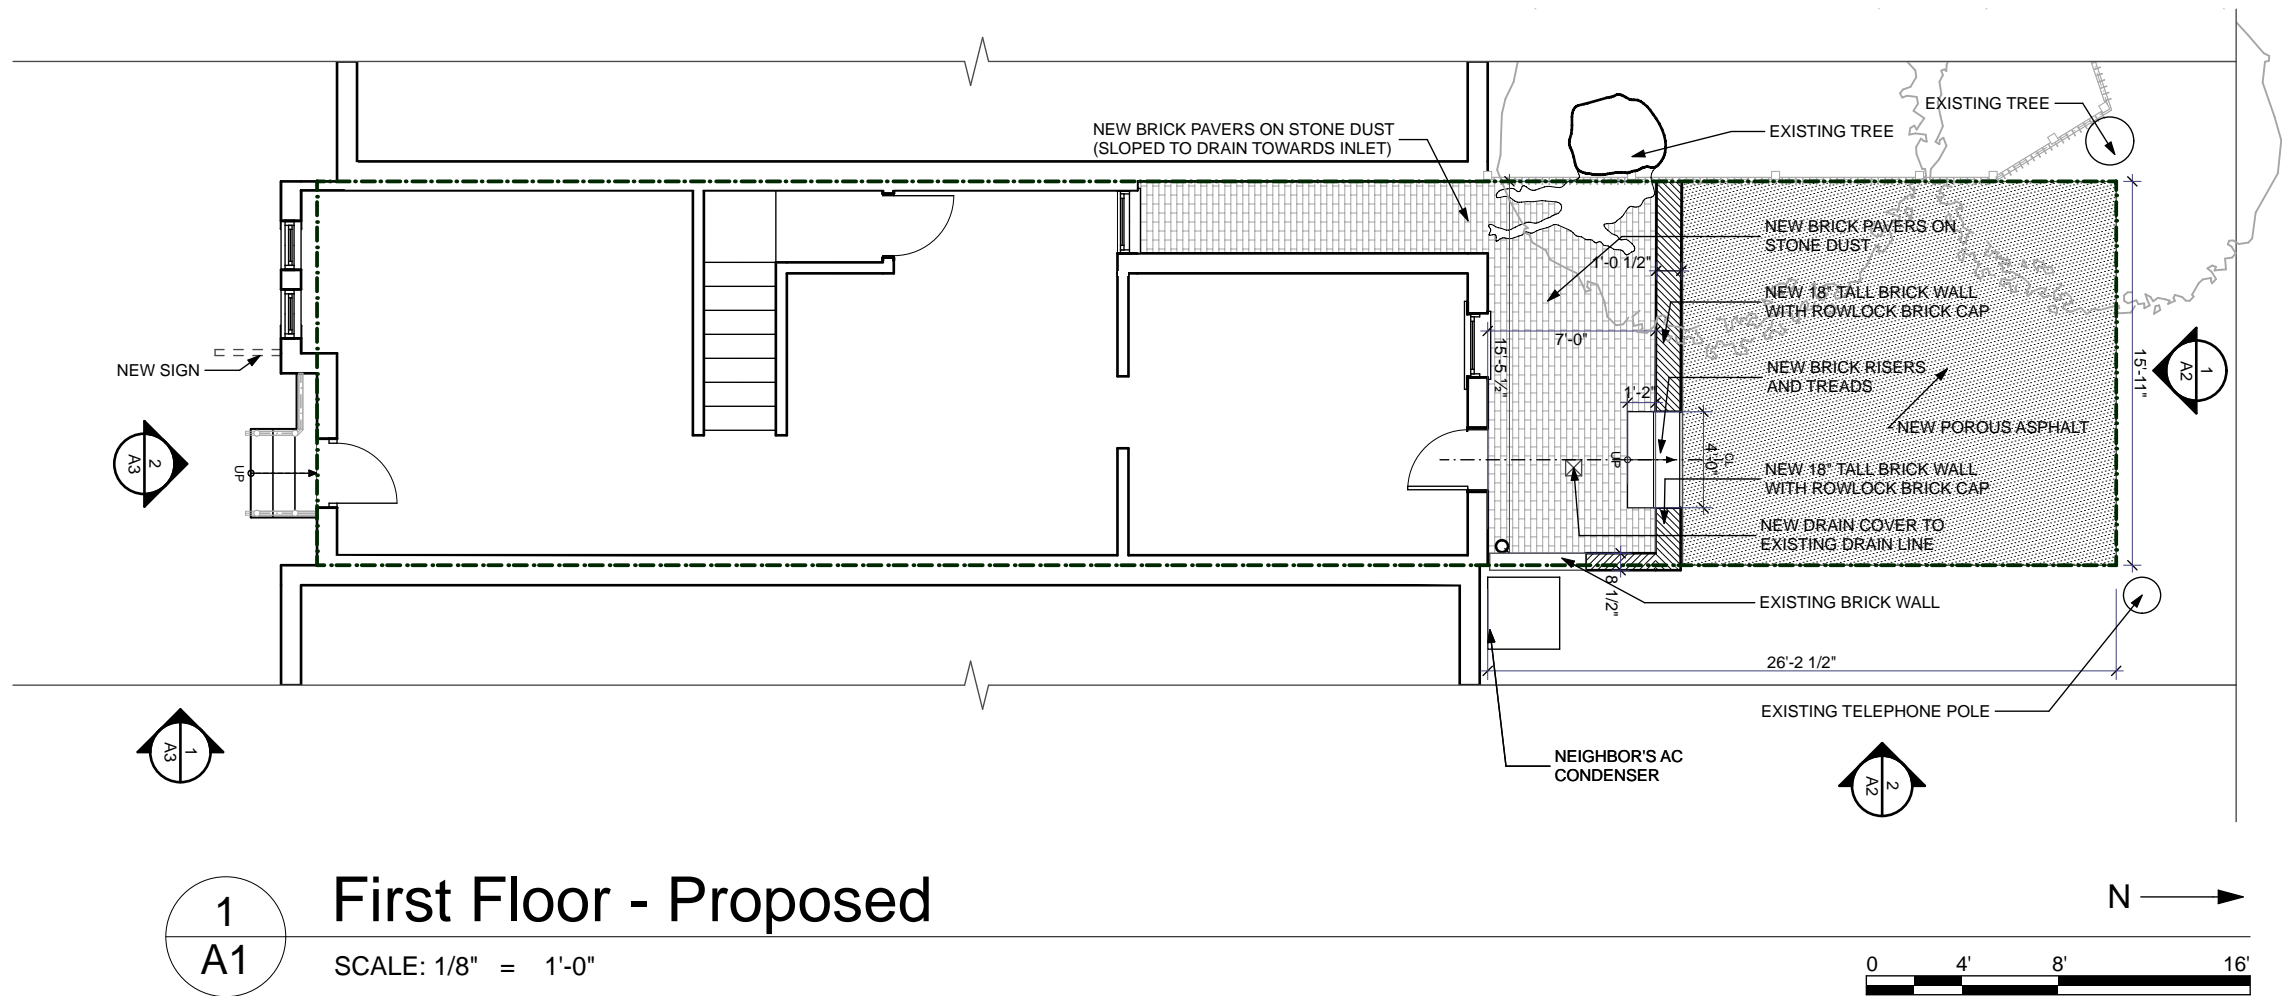 EXISTING TREE
NEW BRICK PAVERS ON STONE DUST
(SLOPED TO DRAIN TOWARDS INLET)
EXISTING TREE
NEW BRICK PAVERS ON
STONE DUST
1'-0 1/2"
NEW 18" TALL BRICK WALL
WITH ROWLOCK BRICK CAP
7'-0"
15'-5 ½"
15'-11"
1
A2
NEW SIGN
NEW BRICK RISERS
AND TREADS
1'-2"
NEW POROUS ASPHALT
2
A3
UP
UP
4'-0"
CL
NEW 18" TALL BRICK WALL
WITH ROWLOCK BRICK CAP
NEW DRAIN COVER TO
EXISTING DRAIN LINE
8 1/2"
EXISTING BRICK WALL
26'-2 1/2"
EXISTING TELEPHONE POLE
1
A3
NEIGHBOR'S AC
CONDENSER
2
A2
1
A1
First Floor - Proposed
SCALE: 1/8" = 1'-0"
N
0 4' 8' 16'